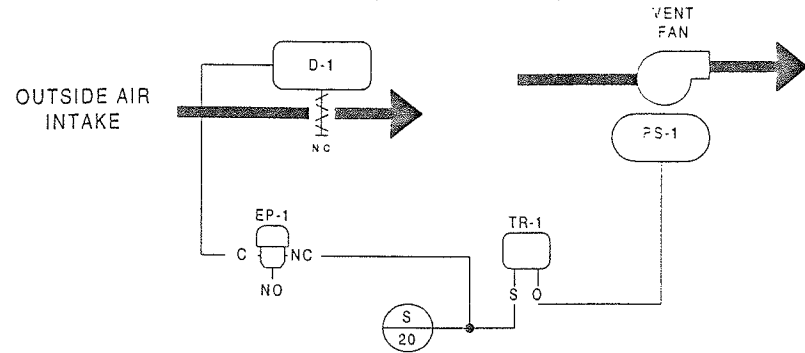 VENT
FAN
D-1
OUTSIDE AIR
INTAKE
NC
PS-1
EP-1
TR-1
C
NC
NO
S
O
S
20